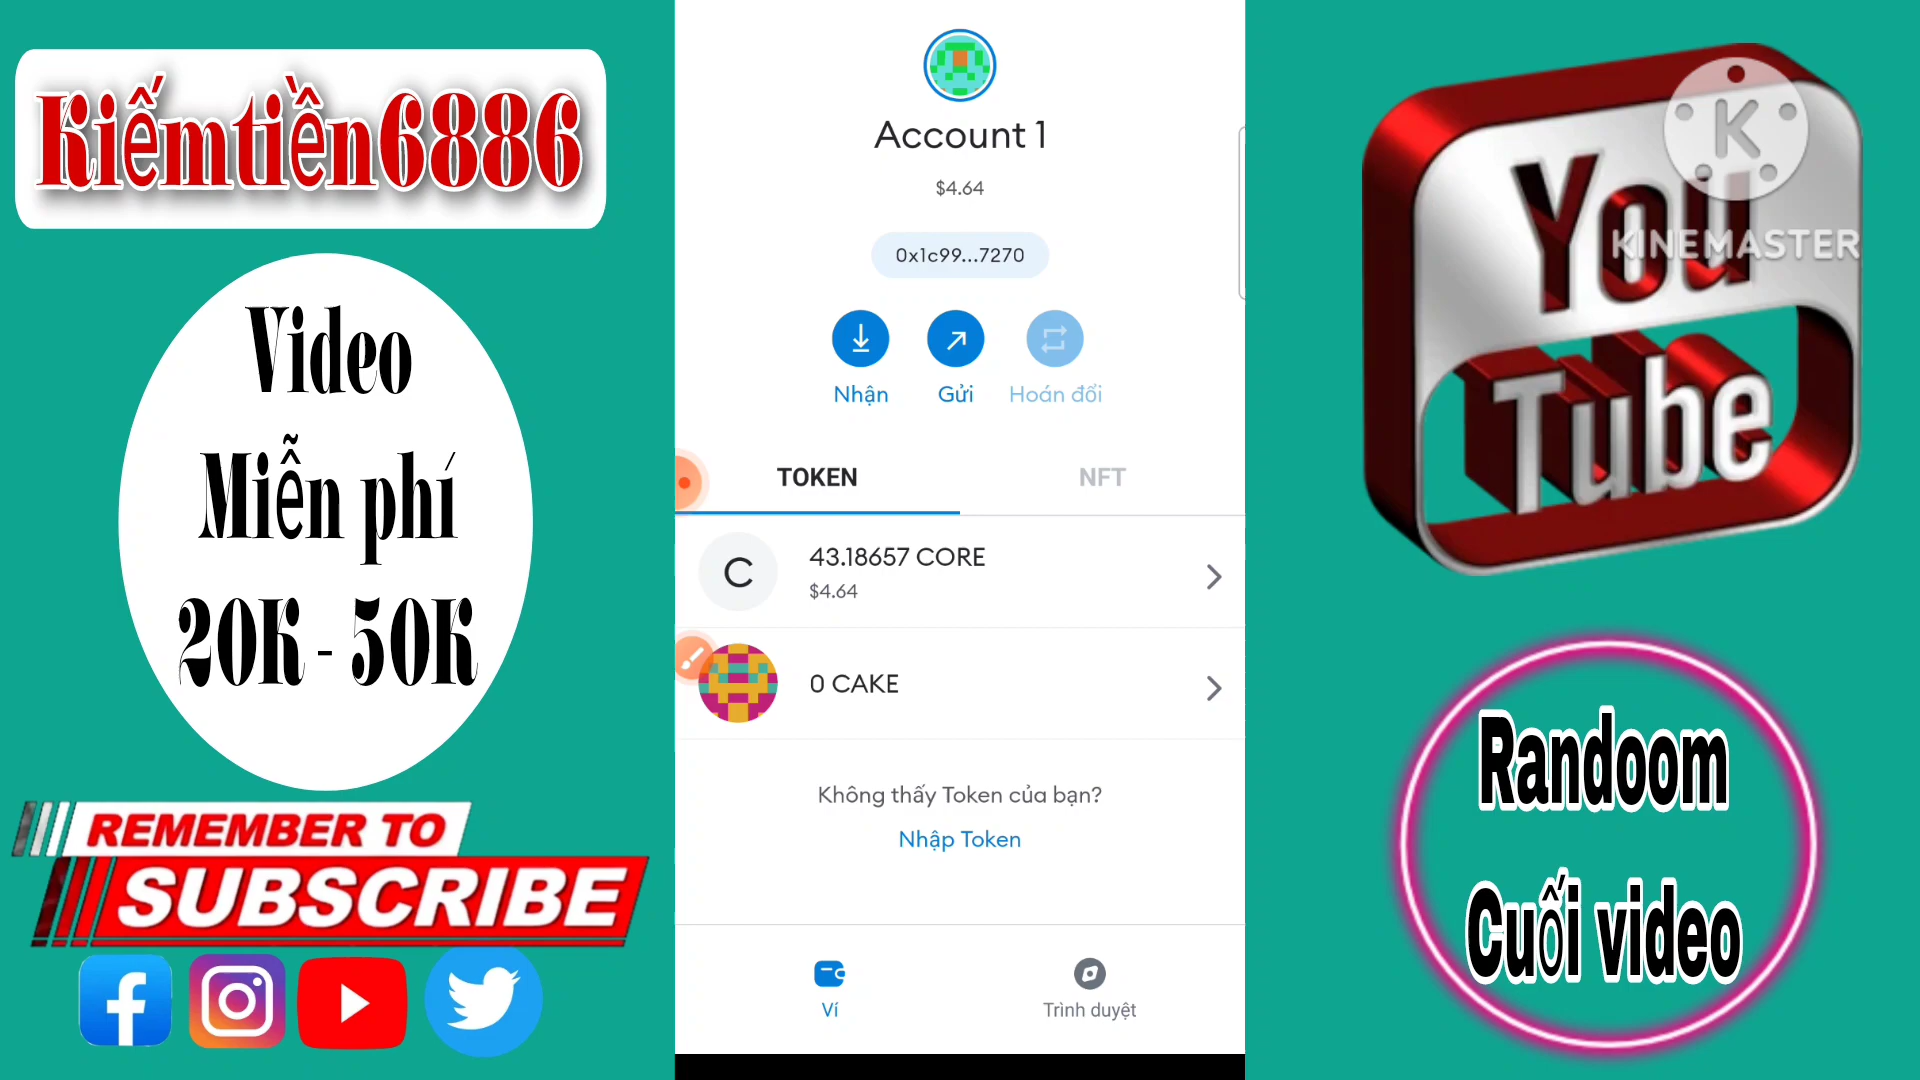 Kiếmtiền6886
Video
Miễn phí
20K - 50K
REMEMBER TO
SUBSCRIBE
Account 1
$4.64
0x1c99...7270
Nhận
Gửi
Hoán đổi
TOKEN
NFT
C
43.18657 CORE
$4.64
0 CAKE
Không thấy Token của bạn?
Nhập Token
Ví
Trình duyệt
You
Tube
K
KINEMASTER
Randoom
Cuối video